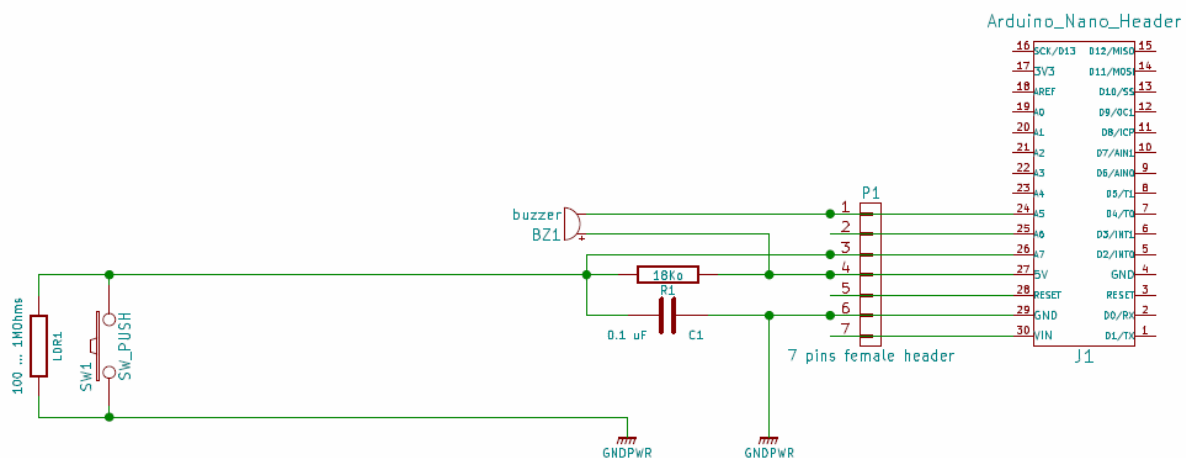 Arduino_Nano_Header
16 SCK/D13 D12/MISO 15
17 3V3 D11/MOSI 14
18 AREF D10/SS 13
19 A0 D9/OC1 12
20 A1 D8/ICP 11
21 A2 D7/AIN1 10
22 A3 D6/AIN0 9
23 A4 D5/T1 8
24 A5 D4/T0 7
25 A6 D3/INT1 6
26 A7 D2/INT0 5
27 5V GND 4
28 RESET RESET 3
29 GND D0/RX 2
30 VIN D1/TX 1
J1
P1
1
2
3
4
5
6
7
7 pins female header
buzzer
BZ1
+
18Ko
R1
0.1 uF C1
100 ... 1MOhms
LDR1
SW1
SW_PUSH
GNDPWR
GNDPWR